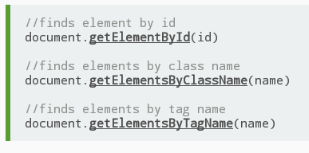 //finds element by id
document.getElementById(id)
//finds elements by class name
document.getElementsByClassName(name)
//finds elements by tag name
document.getElementsByTagName(name)